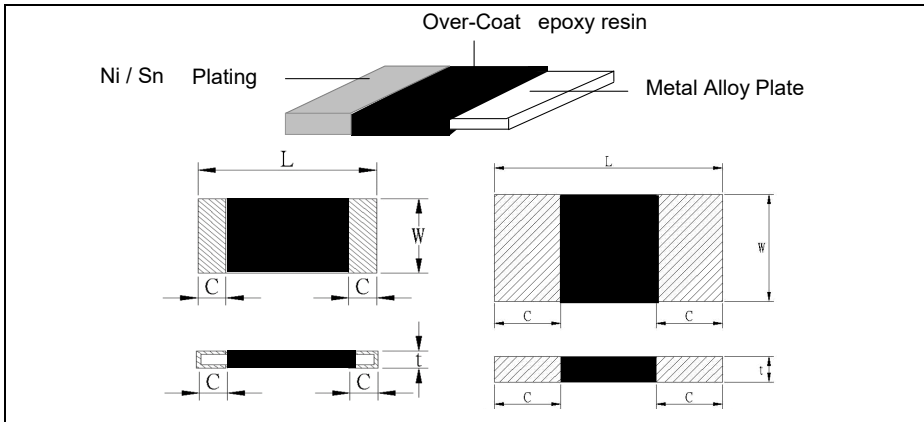 Over-Coat epoxy resin
Ni / Sn Plating
Metal Alloy Plate
L
L
W
W
C
C
C
C
t
t
C
C
C
C